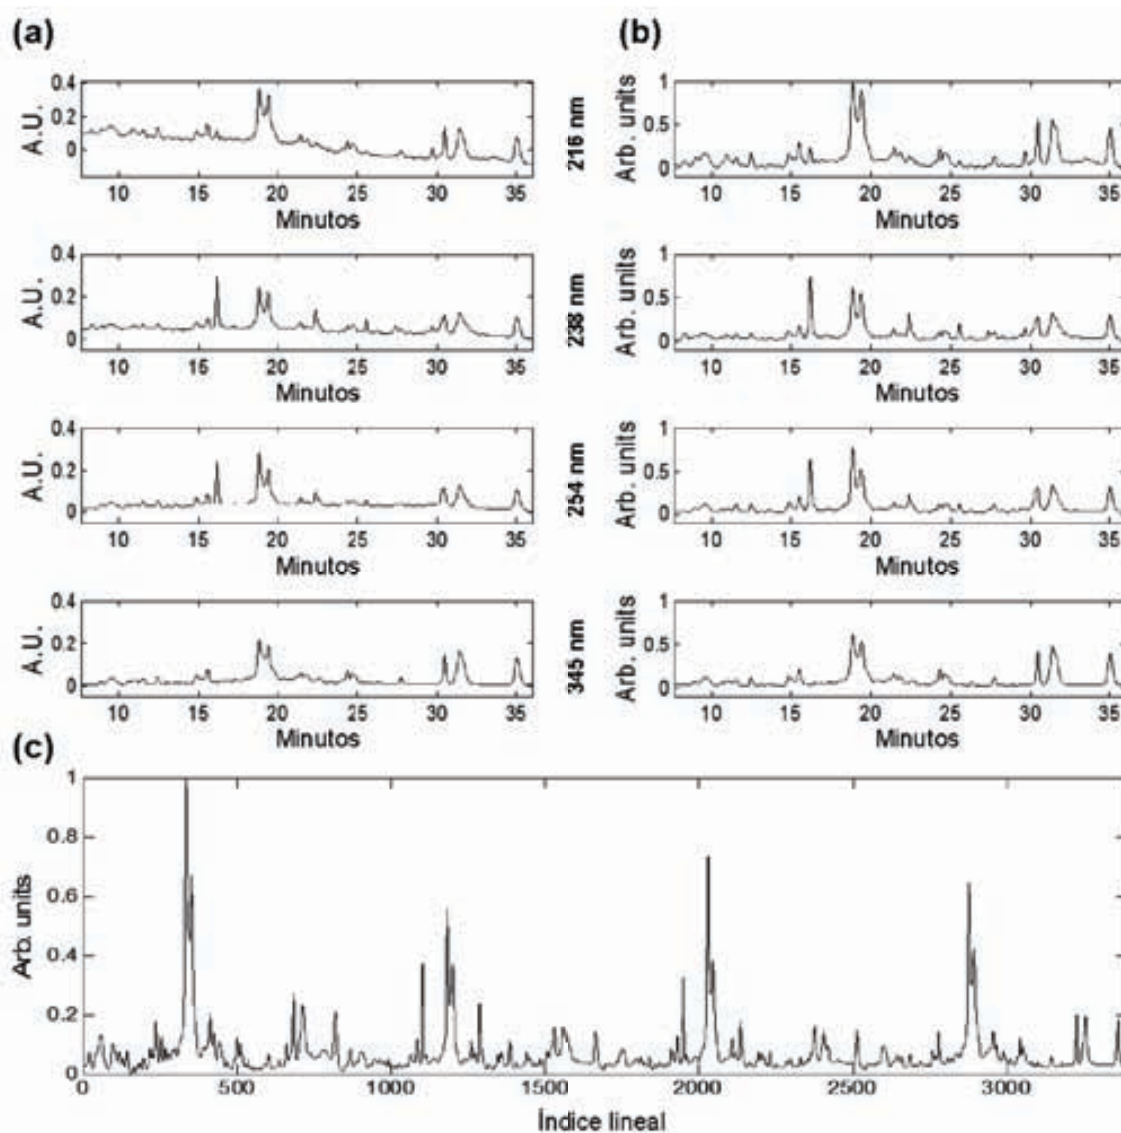 (a)
(b)
A.U.
0.4
0.2
0
10 15 20 25 30 35
Minutos
216 nm
Arb. units
1
0.5
0
10 15 20 25 30 35
Minutos
A.U.
0.4
0.2
0
10 15 20 25 30 35
Minutos
238 nm
Arb. units
1
0.5
0
10 15 20 25 30 35
Minutos
A.U.
0.4
0.2
0
10 15 20 25 30 35
Minutos
254 nm
Arb. units
1
0.5
0
10 15 20 25 30 35
Minutos
A.U.
0.4
0.2
0
10 15 20 25 30 35
Minutos
345 nm
Arb. units
1
0.5
0
10 15 20 25 30 35
Minutos
(c)
Arb. units
1
0.8
0.6
0.4
0.2
0
0 500 1000 1500 2000 2500 3000
Índice lineal